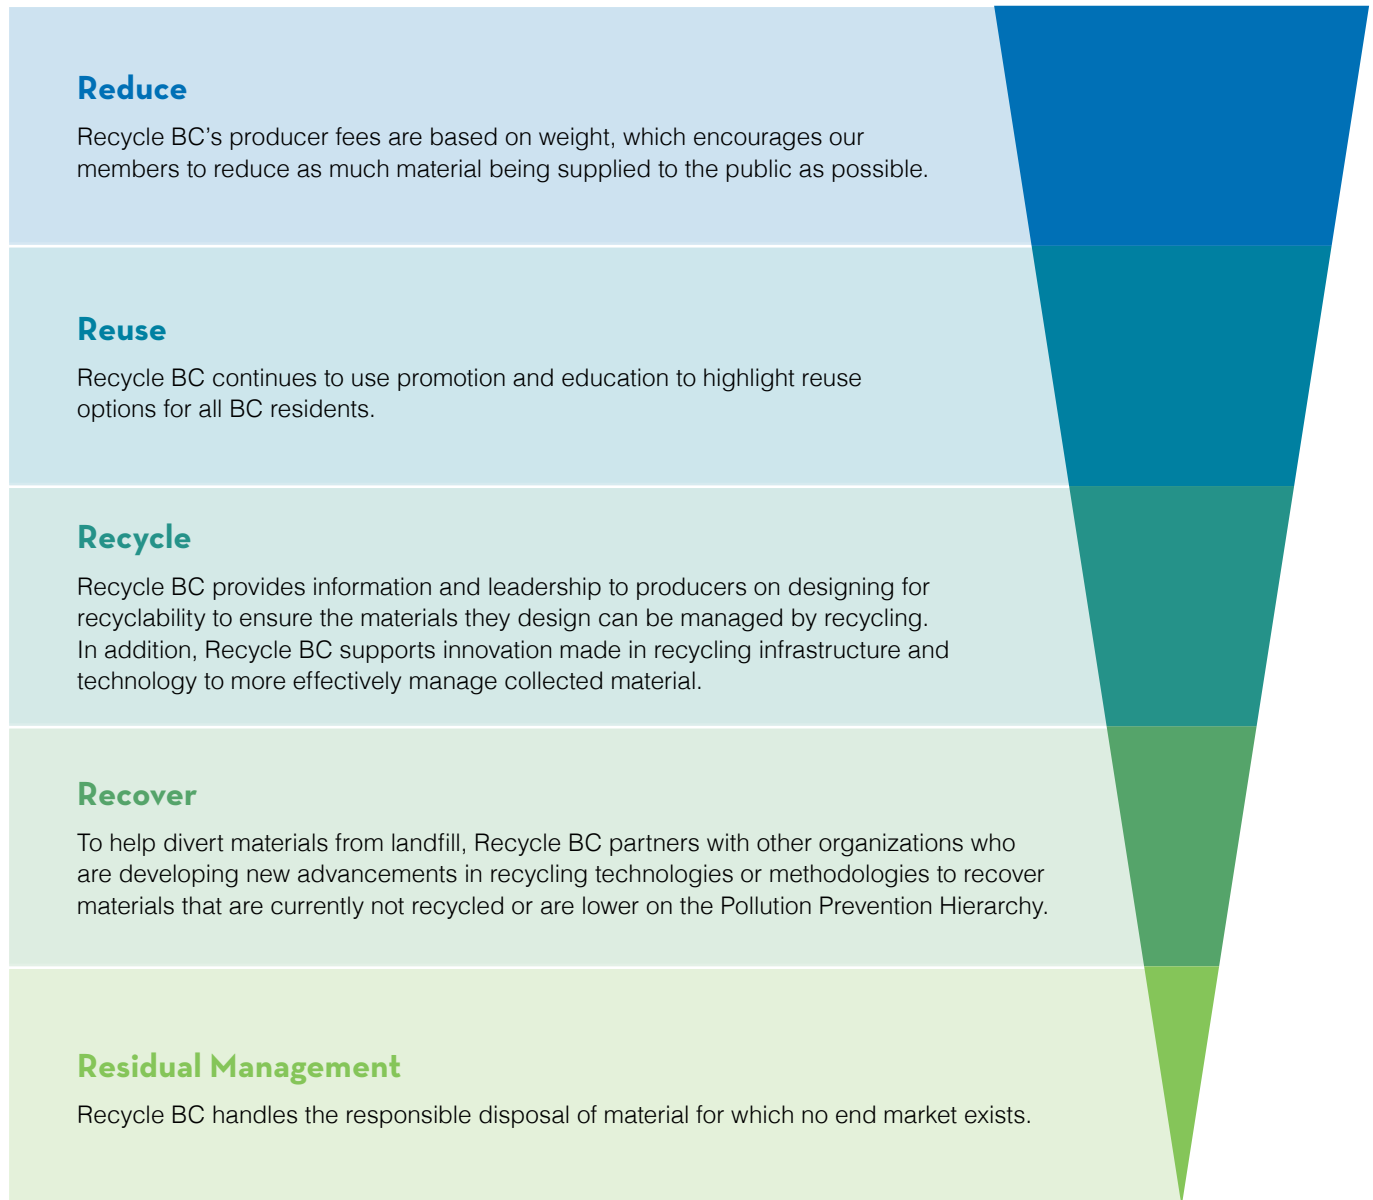 Reduce
Recycle BC’s producer fees are based on weight, which encourages our
members to reduce as much material being supplied to the public as possible.
Reuse
Recycle BC continues to use promotion and education to highlight reuse
options for all BC residents.
Recycle
Recycle BC provides information and leadership to producers on designing for
recyclability to ensure the materials they design can be managed by recycling.
In addition, Recycle BC supports innovation made in recycling infrastructure and
technology to more effectively manage collected material.
Recover
To help divert materials from landfill, Recycle BC partners with other organizations who
are developing new advancements in recycling technologies or methodologies to recover
materials that are currently not recycled or are lower on the Pollution Prevention Hierarchy.
Residual Management
Recycle BC handles the responsible disposal of material for which no end market exists.